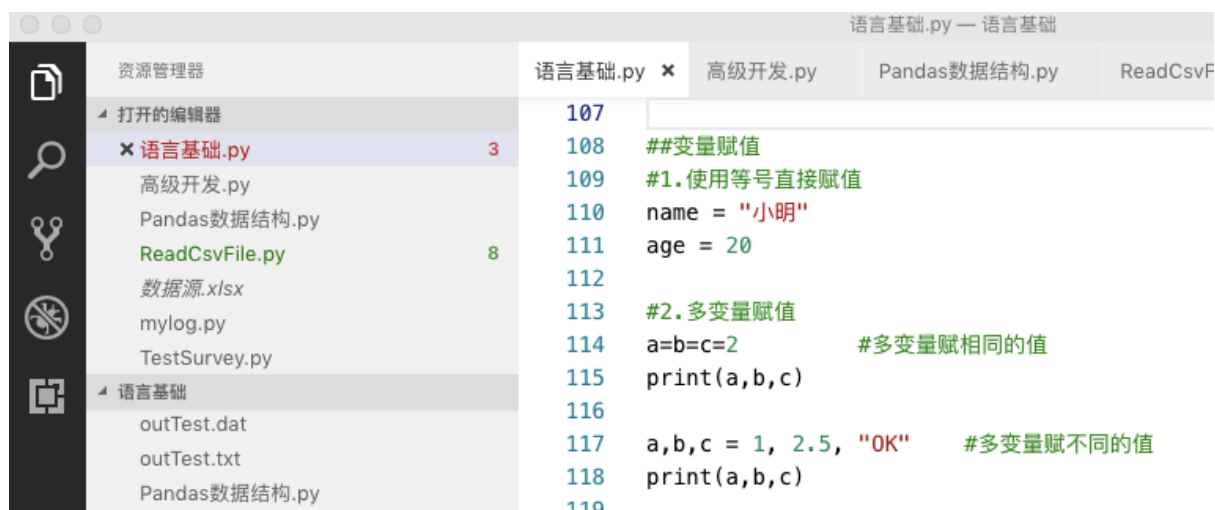 语言基础.py — 语言基础
资源管理器
打开的编辑器
语言基础.py 3
高级开发.py
Pandas数据结构.py
ReadCsvFile.py 8
数据源.xlsx
mylog.py
TestSurvey.py
语言基础
outTest.dat
outTest.txt
Pandas数据结构.py
语言基础.py 高级开发.py Pandas数据结构.py ReadCsvF
107
108 ##变量赋值
109 #1.使用等号直接赋值
110 name = "小明"
111 age = 20
112
113 #2.多变量赋值
114 a=b=c=2 #多变量赋相同的值
115 print(a,b,c)
116
117 a,b,c = 1, 2.5, "OK" #多变量赋不同的值
118 print(a,b,c)
119